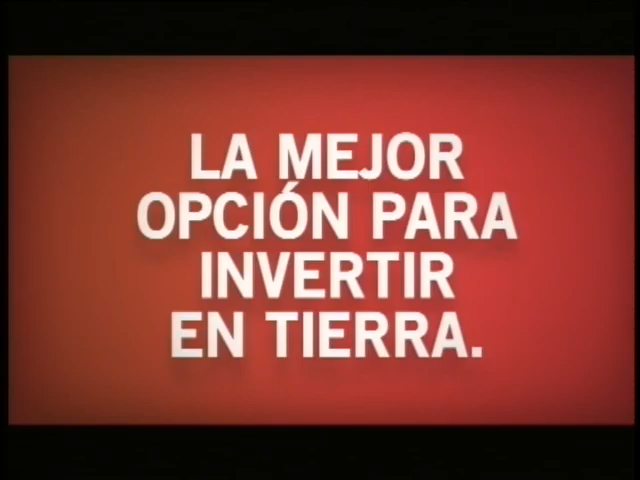 LA MEJOR
OPCIÓN PARA
INVERTIR
EN TIERRA.